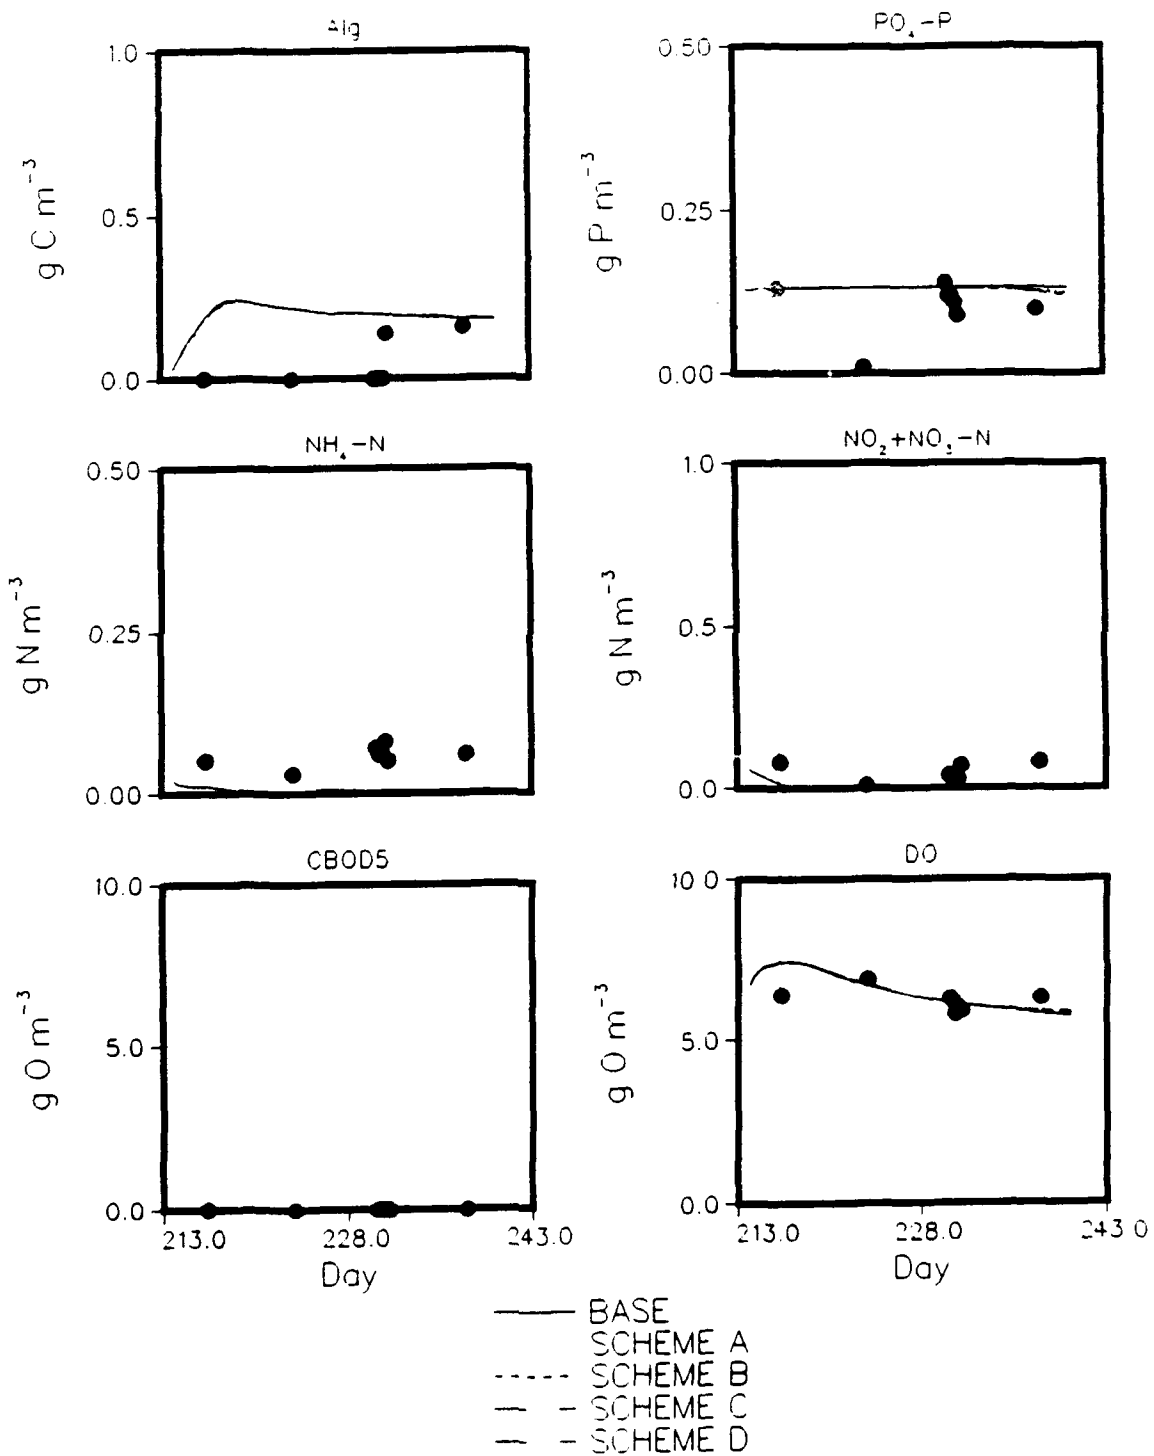 Alg
1.0
0.5
0.0
g C m⁻³
PO₄-P
0.50
0.25
0.00
g P m⁻³
NH₄-N
0.50
0.25
0.00
g N m⁻³
NO₂+NO₃-N
1.0
0.5
0.0
g N m⁻³
CBOD5
10.0
5.0
0.0
g O m⁻³
213.0 228.0 243.0
Day
DO
10.0
5.0
0.0
g O m⁻³
213.0 228.0 243.0
Day
BASE
SCHEME A
SCHEME B
SCHEME C
SCHEME D